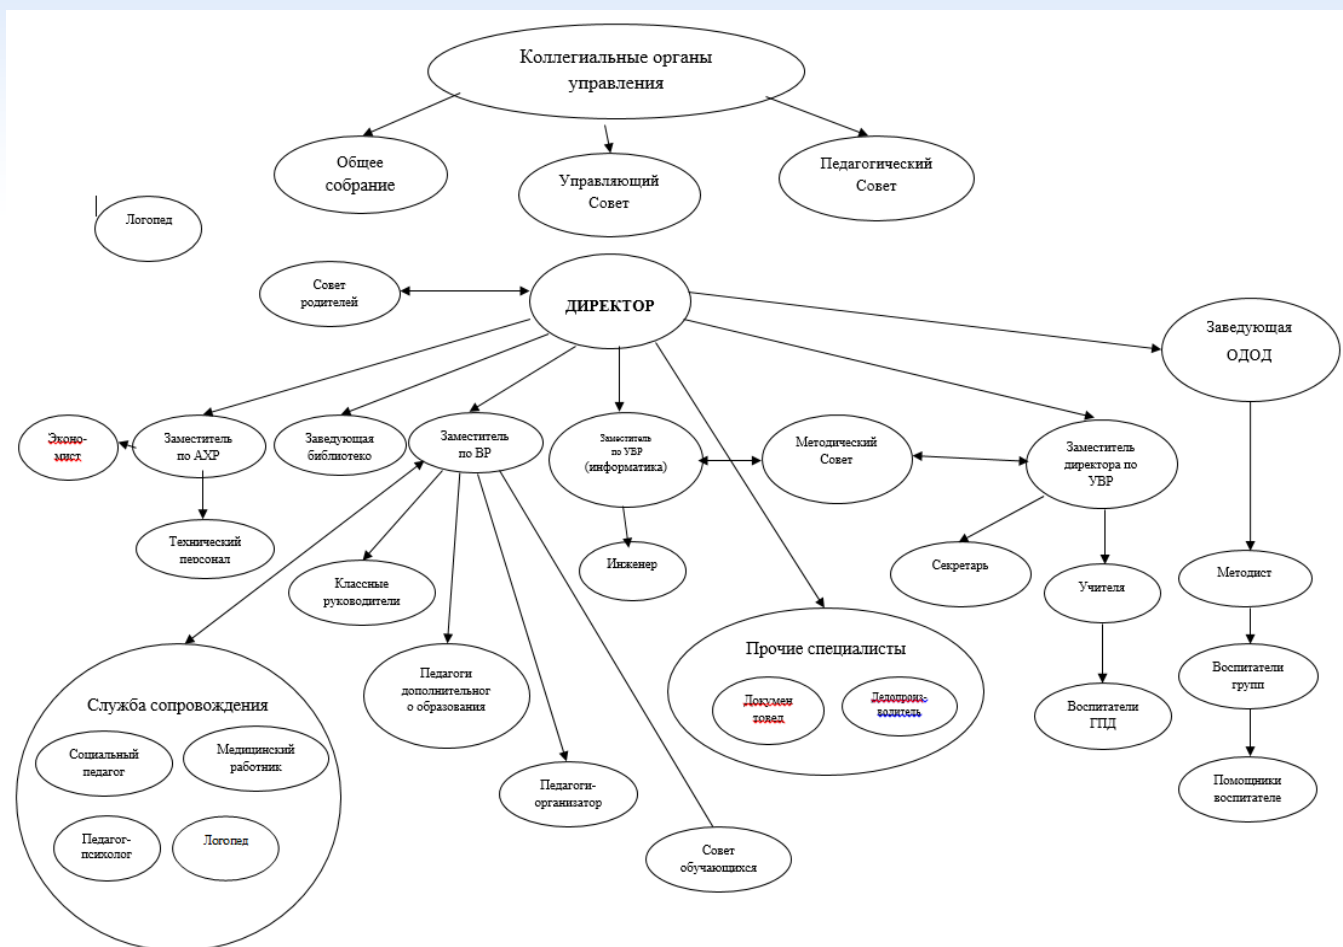 Коллегиальные органы
управления
Общее
собрание
Управляющий
Совет
Педагогический
Совет
Логопед
Совет
родителей
ДИРЕКТОР
Заведующая
ОДОД
Эконо-
мист
Заместитель
по АХР
Заведующая
библиотеко
Заместитель
по ВР
Заместитель
по УВР
(информатика)
Методический
Совет
Заместитель
директора по
УВР
Технический
персонал
Классные
руководители
Инженер
Секретарь
Учителя
Методист
Педагоги
дополнительног
о образования
Прочие специалисты
Докумен
товед
Делопроиз-
водитель
Воспитатели
групп
Воспитатели
ГПД
Служба сопровождения
Социальный
педагог
Медицинский
работник
Педагоги-
организатор
Помощники
воспитателе
Педагог-
психолог
Логопед
Совет
обучающихся